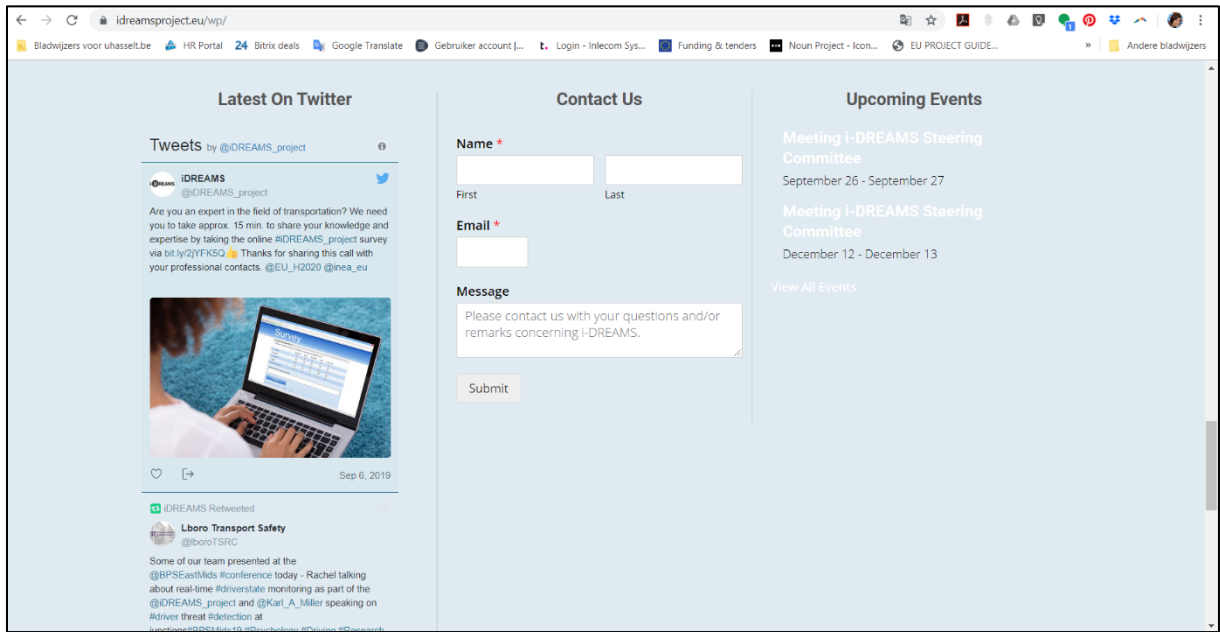 idreamsproject.eu/wp/
Bladwijzers voor uhasselt.be HR Portal 24 Bitrix deals Google Translate Gebruiker account |... t. Login - Inlecom Sys... Funding & tenders Noun Project - Icon... EU PROJECT GUIDE... » Andere bladwijzers
Latest On Twitter
Tweets by @iDREAMS_project
iDREAMS
@iDREAMS_project
Are you an expert in the field of transportation? We need
you to take approx. 15 min. to share your knowledge and
expertise by taking the online #iDREAMS_project survey
via bit.ly/2jYFK5Q 👍 Thanks for sharing this call with
your professional contacts. @EU_H2020 @inea_eu
Survey
Sep 6, 2019
iDREAMS Retweeted
Lboro Transport Safety
@lboroTSRC
Some of our team presented at the
@BPSEastMids #conference today - Rachel talking
about real-time #driverstate monitoring as part of the
@iDREAMS_project and @Karl_A_Miller speaking on
#driver threat #detection at
junctions#BPSMids19 #Psychology #Driving #Research
Contact Us
Name *
First Last
Email *
Message
Please contact us with your questions and/or
remarks concerning i-DREAMS.
Submit
Upcoming Events
Meeting i-DREAMS Steering
Committee
September 26 - September 27
Meeting i-DREAMS Steering
Committee
December 12 - December 13
View All Events